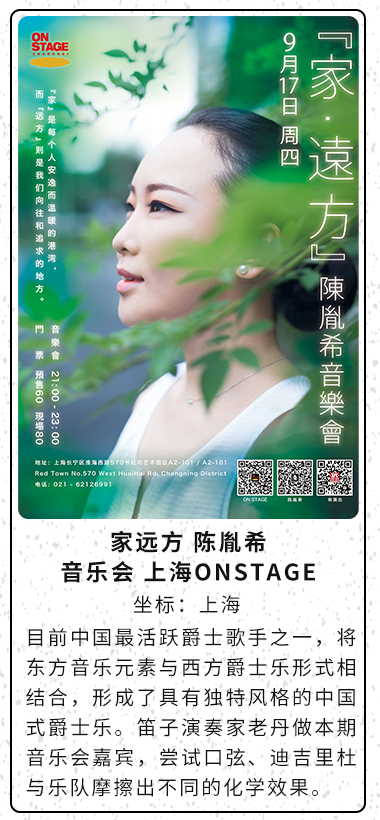 ON
STAGE
SHANGHAI
『家·遠方』陳胤希音樂會
9月17日 周四
『家』是每个人安逸而温暖的港湾，
而『远方』则是我们向往和追求的地方。
音樂會 21:00 - 23:00
門票 預售60 現場80
地址：上海长宁区淮海西路570号红坊艺术园区A2-101 / A2-101
Red Town No.570 West HuaiHai Rd, Changning District
电话：021 - 62126991
ON STAGE
陈胤希
有演出
家远方 陈胤希
音乐会 上海ONSTAGE
坐标：上海
目前中国最活跃爵士歌手之一，将
东方音乐元素与西方爵士乐形式相
结合，形成了具有独特风格的中国
式爵士乐。笛子演奏家老丹做本期
音乐会嘉宾，尝试口弦、迪吉里杜
与乐队摩擦出不同的化学效果。